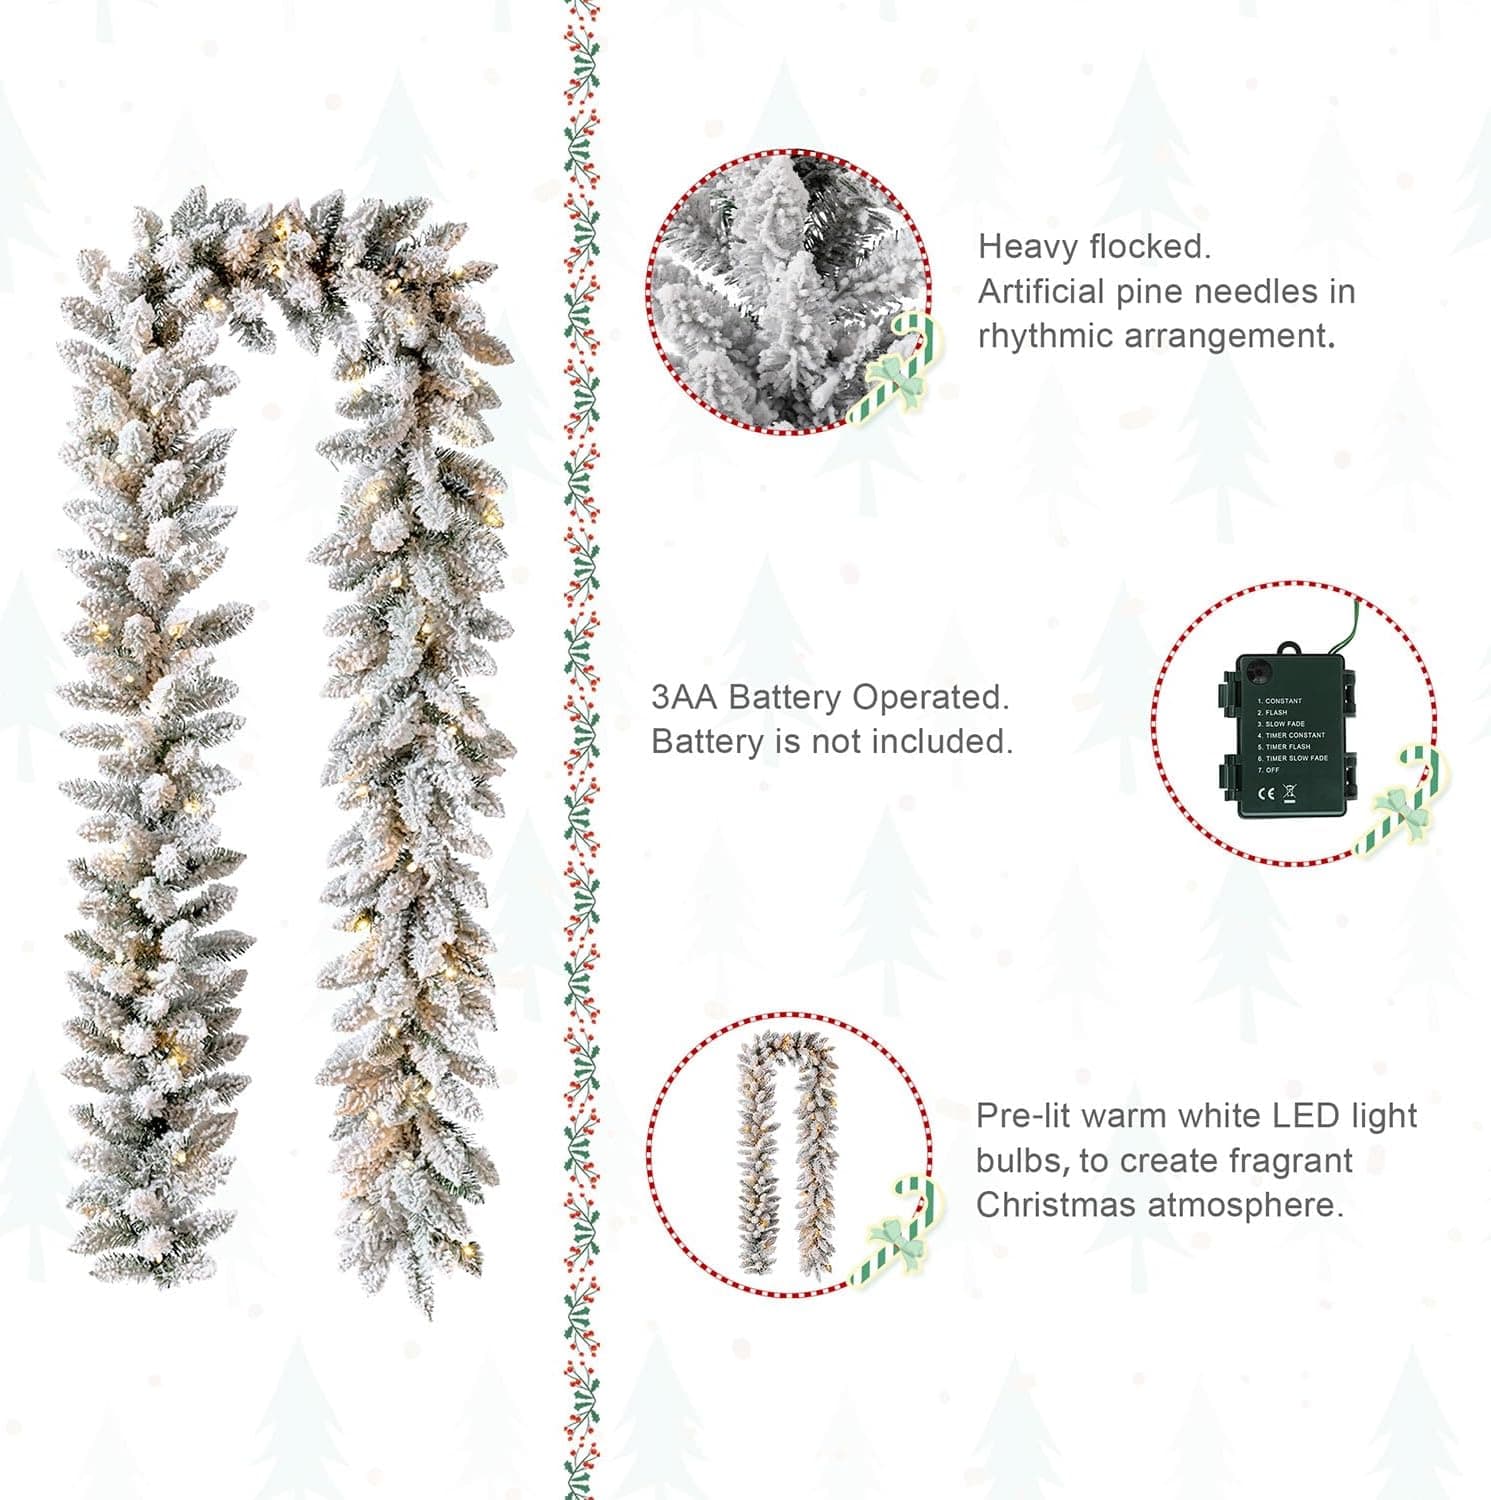 Heavy flocked.
Artificial pine needles in
rhythmic arrangement.
3AA Battery Operated.
Battery is not included.
1. CONSTANT
2. FLASH
3. SLOW FADE
4. TIMER CONSTANT
5. TIMER FLASH
6. TIMER SLOW FADE
7. OFF
CE
Pre-lit warm white LED light
bulbs, to create fragrant
Christmas atmosphere.